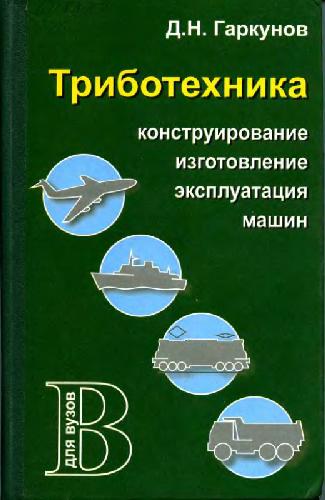 Д.Н. Гаркунов
Триботехника
конструирование
изготовление
эксплуатация
машин
В
для вузов